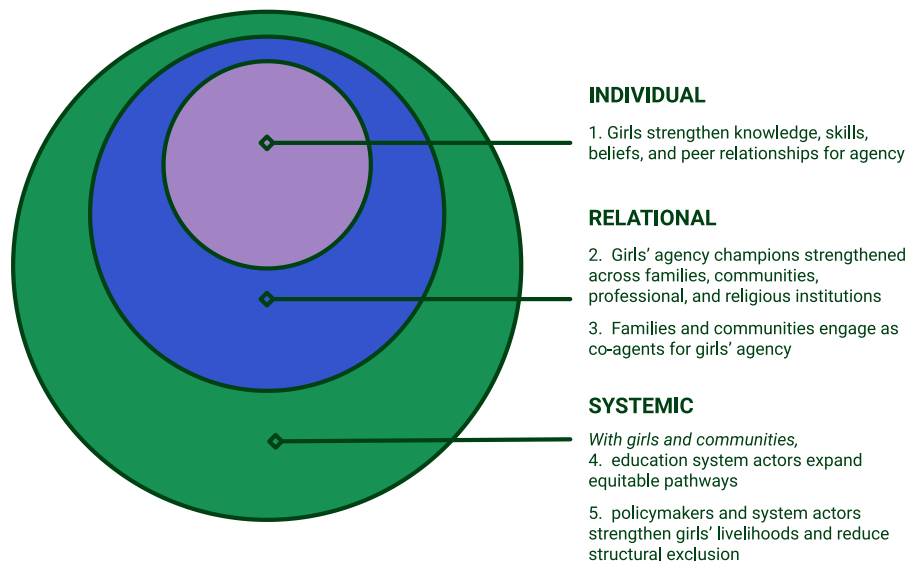 INDIVIDUAL
1. Girls strengthen knowledge, skills,
beliefs, and peer relationships for agency
RELATIONAL
2.  Girls’ agency champions strengthened
across families, communities,
professional, and religious institutions
3.  Families and communities engage as
co-agents for girls’ agency
SYSTEMIC
With girls and communities,
4.  education system actors expand
equitable pathways
5.  policymakers and system actors
strengthen girls’ livelihoods and reduce
structural exclusion